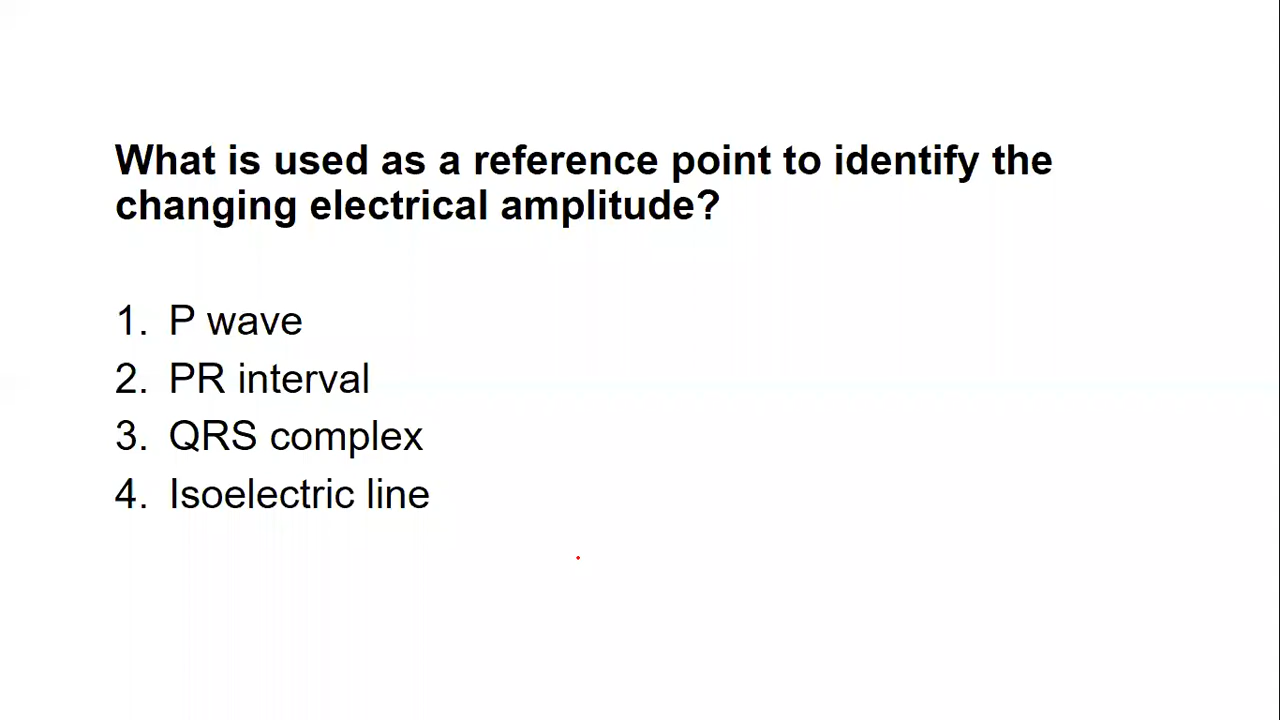 What is used as a reference point to identify the
changing electrical amplitude?
1. P wave
2. PR interval
3. QRS complex
4. Isoelectric line